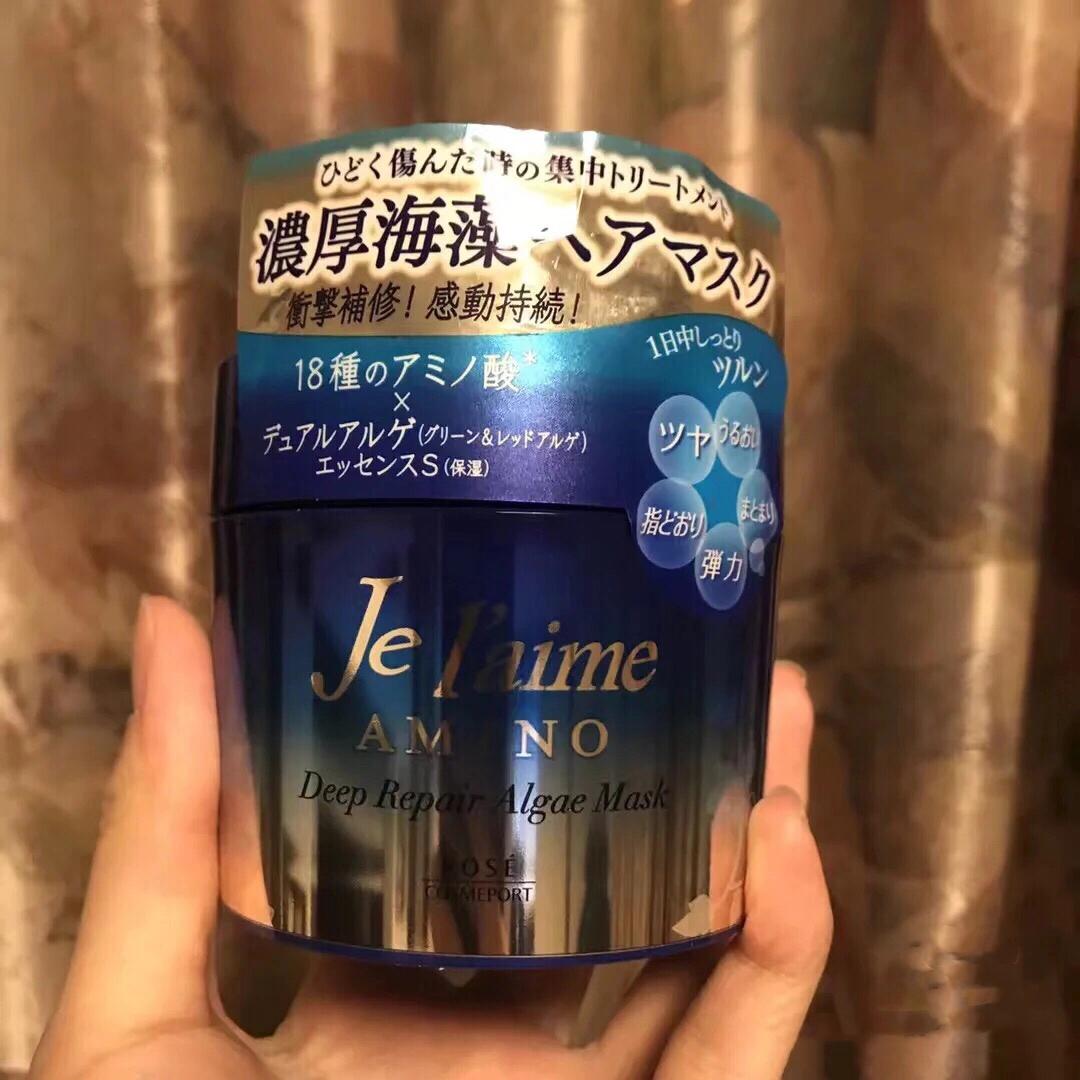 ひどく傷んだ時の集中トリートメント
濃厚海藻ヘアマスク
衝撃補修！感動持続！
18種のアミノ酸*
×
デュアルアルゲ(グリーン&レッドアルゲ)
エッセンスS(保湿)
1日中しっとり
ツルン
ツヤ
うるおい
指どおり
まとまり
弾力
Je l'aime
AMINO
Deep Repair Algae Mask
KOSÉ
COSMEPORT